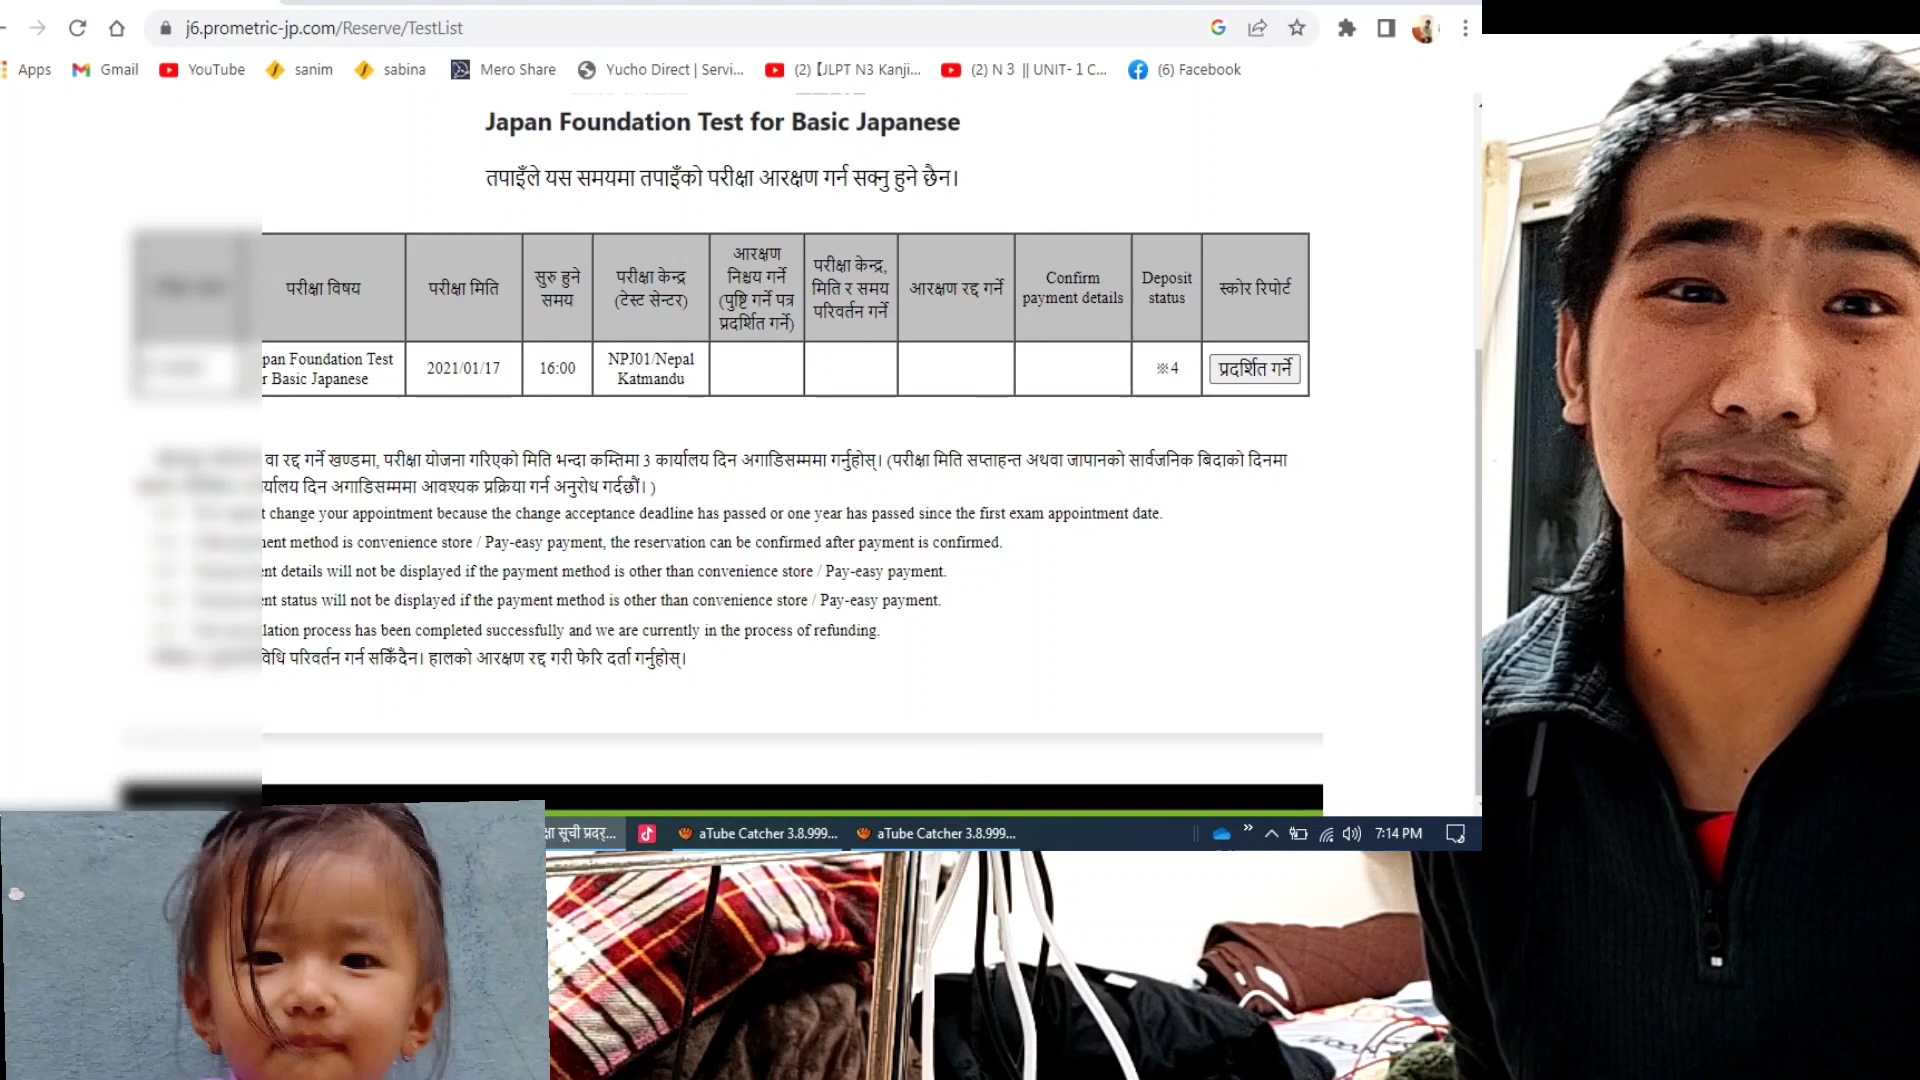 j6.prometric-jp.com/Reserve/TestList
Apps Gmail YouTube sanim sabina Mero Share Yucho Direct | Servi... (2)【JLPT N3 Kanji... (2) N 3 || UNIT- 1 C... (6) Facebook
Japan Foundation Test for Basic Japanese
तपाइँले यस समयमा तपाइँको परीक्षा आरक्षण गर्न सक्नु हुने छैन।
परीक्षा विषय
परीक्षा मिति
सुरु हुने
समय
परीक्षा केन्द्र
(टेस्ट सेन्टर)
आरक्षण
निश्चय गर्ने
(पुष्टि गर्ने पत्र
प्रदर्शित गर्ने)
परीक्षा केन्द्र,
मिति र समय
परिवर्तन गर्ने
आरक्षण रद्द गर्ने
Confirm
payment details
Deposit
status
स्कोर रिपोर्ट
pan Foundation Test
r Basic Japanese
2021/01/17
16:00
NPJ01/Nepal
Katmandu
※4
प्रदर्शित गर्ने
वा रद्द गर्ने खण्डमा, परीक्षा योजना गरिएको मिति भन्दा कम्तिमा 3 कार्यालय दिन अगाडिसम्ममा गर्नुहोस्। (परीक्षा मिति सप्ताहन्त अथवा जापानको सार्वजनिक बिदाको दिनमा
र्यालय दिन अगाडिसम्ममा आवश्यक प्रक्रिया गर्न अनुरोध गर्दछौं। )
t change your appointment because the change acceptance deadline has passed or one year has passed since the first exam appointment date.
ent method is convenience store / Pay-easy payment, the reservation can be confirmed after payment is confirmed.
nt details will not be displayed if the payment method is other than convenience store / Pay-easy payment.
nt status will not be displayed if the payment method is other than convenience store / Pay-easy payment.
lation process has been completed successfully and we are currently in the process of refunding.
विधि परिवर्तन गर्न सकिँदैन। हालको आरक्षण रद्द गरी फेरि दर्ता गर्नुहोस्।
क्षा सूची प्रदर्... aTube Catcher 3.8.999... aTube Catcher 3.8.999... 7:14 PM